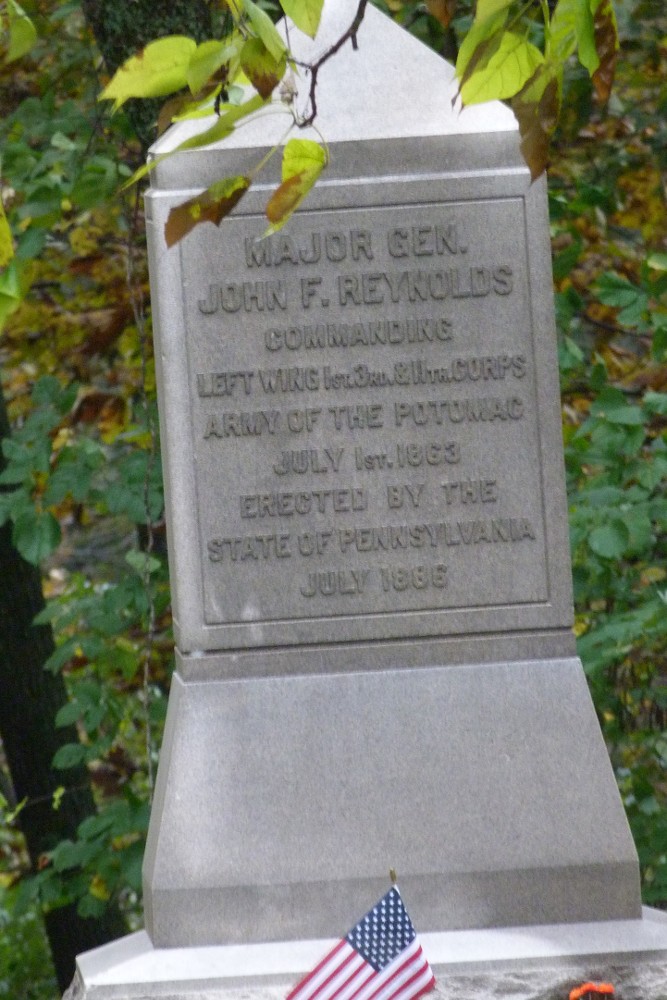 MAJOR GEN.
JOHN F. REYNOLDS
COMMANDING
LEFT WING 1ST. 3RD. & 11TH. CORPS
ARMY OF THE POTOMAC
JULY 1ST. 1863
ERECTED BY THE
STATE OF PENNSYLVANIA
JULY 1886